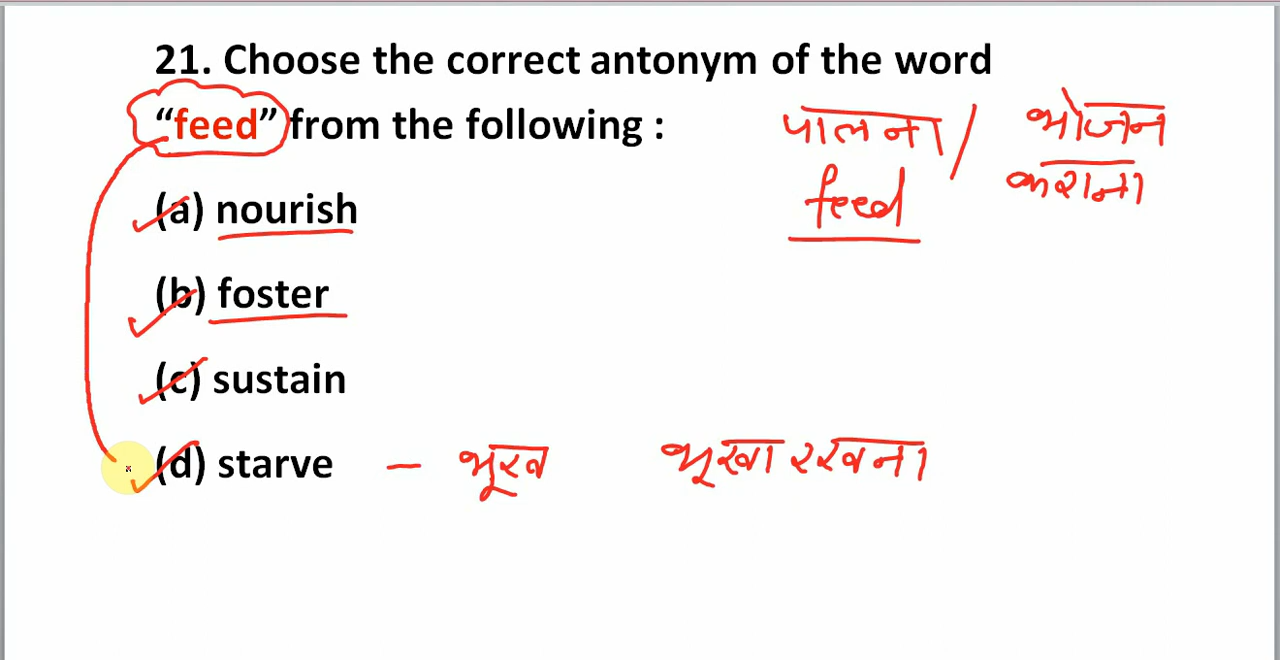 21. Choose the correct antonym of the word
“feed” from the following :
पालना / भोजन
कराना
feed
(a) nourish
(b) foster
(c) sustain
(d) starve – भूख भूखा रखना